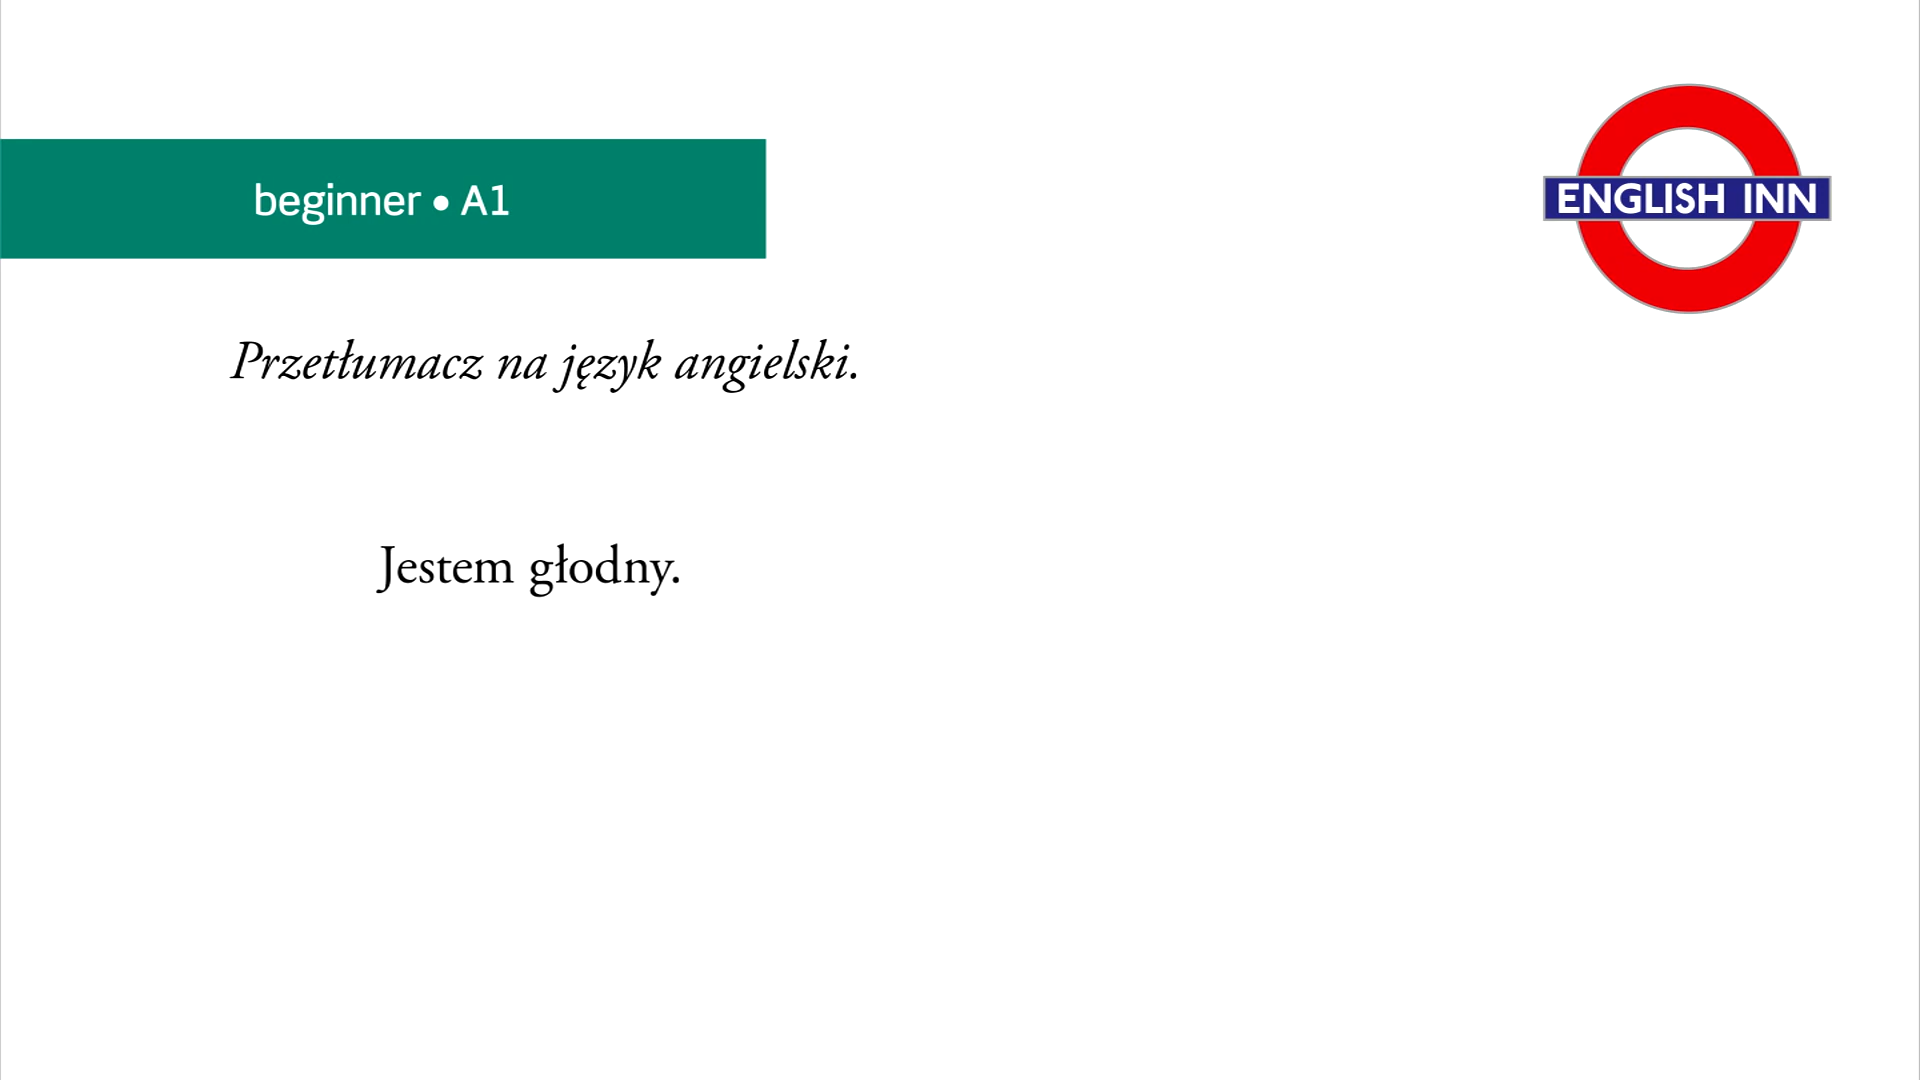 beginner • A1
ENGLISH INN
Przetłumacz na język angielski.
Jestem głodny.